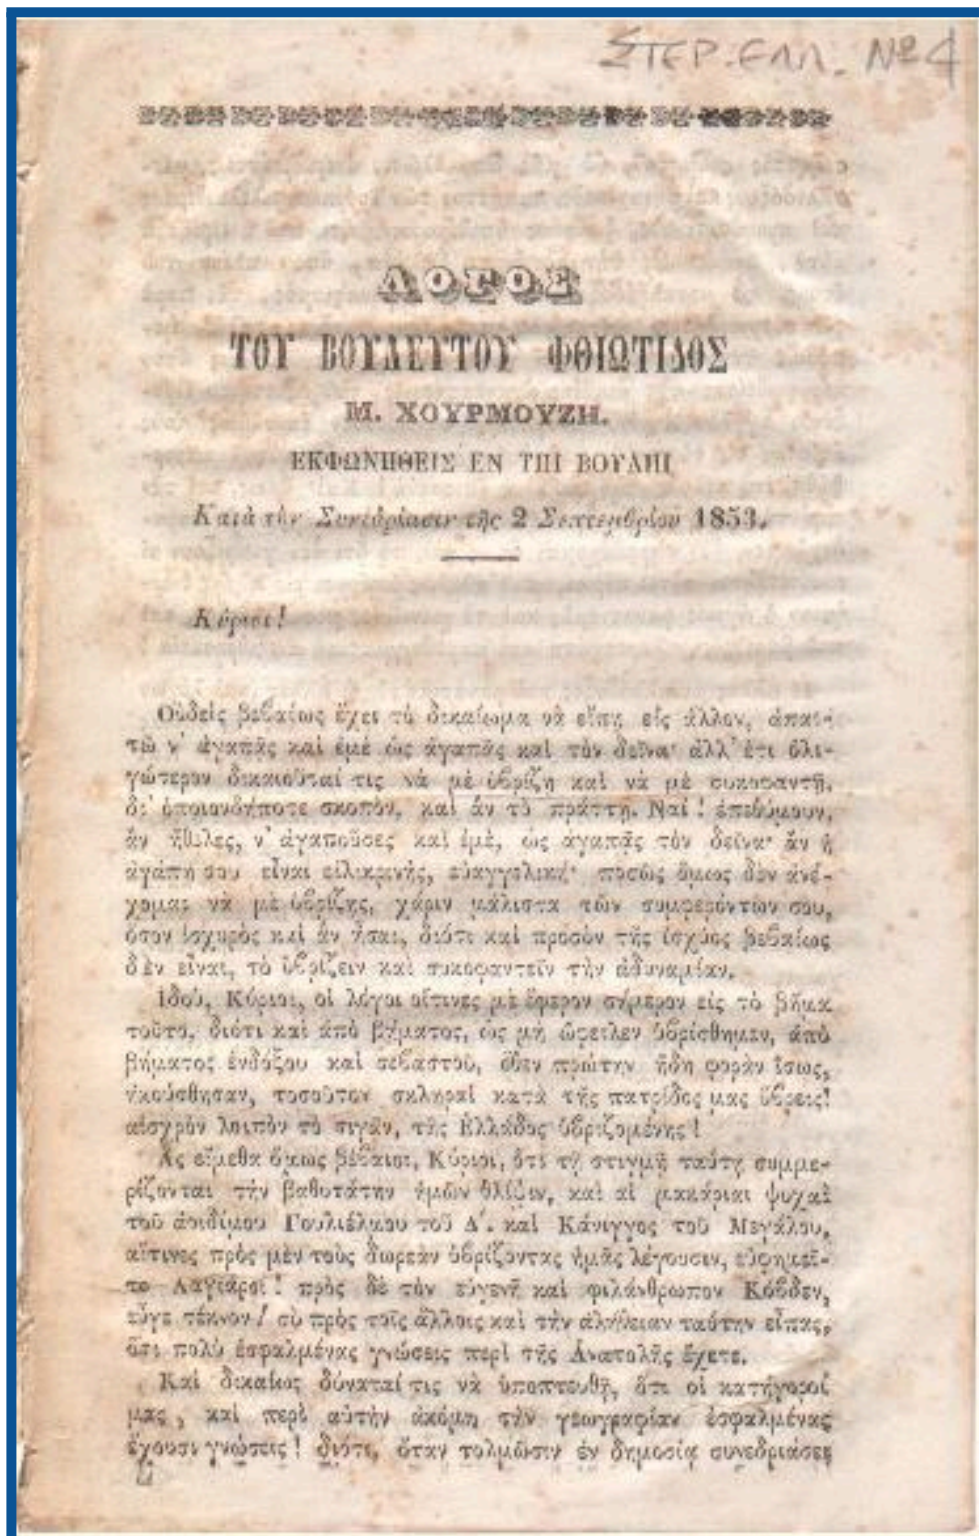 ΣΤΕΡ. ΕΛΛ. Nº 4
ΛΟΓΟΣ
ΤΟΥ ΒΟΥΛΕΥΤΟΥ ΦΘΙΩΤΙΔΟΣ
Μ. ΧΟΥΡΜΟΥΖΗ.
ΕΚΦΩΝΗΘΕΙΣ ΕΝ ΤΗΙ ΒΟΥΛΗΙ
Κατὰ τὴν Συνεδρίασιν τῆς 2 Σεπτεμβρίου 1853.
Κύριοι!
Οὐδεὶς βεβαίως ἔχει τὸ δικαίωμα νὰ εἴπῃ εἰς ἄλλον, ἀπαι-
τῶ ν' ἀγαπᾷς καὶ ἐμὲ ὡς ἀγαπᾷς καὶ τὸν δεῖνα· ἀλλ' ἔτι ὀλι-
γώτερον δικαιοῦταί τις νὰ μὲ ὑβρίζῃ καὶ νὰ μὲ συκοφαντῇ,
δι' ὁποιονδήποτε σκοπὸν, καὶ ἂν τὸ πράττῃ. Ναί! ἐπεθύμουν,
ἂν ἤθελες, ν' ἀγαποῦσες καὶ ἐμὲ, ὡς ἀγαπᾷς τὸν δεῖνα· ἂν ἡ
ἀγάπη σου εἶναι εἰλικρινὴς, εὐαγγελική· ποσῶς ὅμως δὲν ἀνέ-
χομαι νὰ μὲ ὑβρίζῃς, χάριν μάλιστα τῶν συμφερόντων σου,
ὅσον ἰσχυρὸς καὶ ἂν ἦσαι, διότι καὶ προσὸν τῆς ἰσχύος βεβαίως
δὲν εἶναι, τὸ ὑβρίζειν καὶ συκοφαντεῖν τὴν ἀδυναμίαν.
Ἰδοὺ, Κύριοι, οἱ λόγοι οἵτινες μὲ ἔφερον σήμερον εἰς τὸ βῆμα
τοῦτο, διότι καὶ ἀπὸ βήματος, ὡς μὴ ὤφειλεν ὑβρίσθημεν, ἀπὸ
βήματος ἐνδόξου καὶ σεβαστοῦ, ὅθεν πρώτην ἤδη φορὰν ἴσως,
ἠκούσθησαν, τοσοῦτον σκληραὶ κατὰ τῆς πατρίδος μας ὕβρεις!
αἰσχρὸν λοιπὸν τὸ σιγᾷν, τῆς Ἑλλάδος ὑβριζομένης!
Ἂς εἴμεθα ὅμως βέβαιοι, Κύριοι, ὅτι τῇ στιγμῇ ταύτῃ συμμε-
ρίζονται τὴν βαθυτάτην ἡμῶν θλίψιν, καὶ αἱ μακάριαι ψυχαὶ
τοῦ ἀοιδίμου Γουλιέλμου τοῦ Δ΄. καὶ Κάνιγγος τοῦ Μεγάλου,
αἵτινες πρὸς μὲν τοὺς δωρεὰν ὑβρίζοντας ἡμᾶς λέγουσιν, εὐφημεῖ-
τε Λαγιάροι! πρὸς δὲ τὸν εὐγενῆ καὶ φιλάνθρωπον Κόβδεν,
εὖγε τέκνον! σὺ πρὸς τοῖς ἄλλοις καὶ τὴν ἀλήθειαν ταύτην εἶπας,
ὅτι πολὺ ἐσφαλμένας γνώσεις περὶ τῆς Ἀνατολῆς ἔχετε.
Καὶ δικαίως δύναταί τις νὰ ὑποπτευθῇ, ὅτι οἱ κατήγοροί
μας, καὶ περὶ αὐτὴν ἀκόμη τὴν γεωγραφίαν ἐσφαλμένας
ἔχουσι γνώσεις! διότι, ὅταν τολμῶσιν ἐν δημοσίᾳ συνεδριάσει